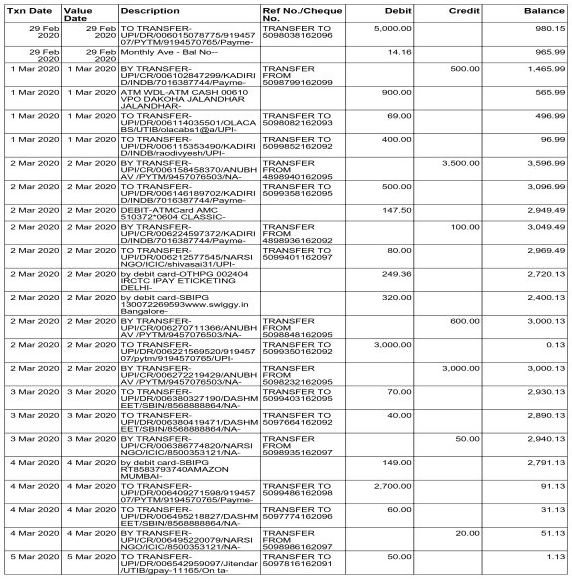 Txn Date Value Date Description Ref No./Cheque No. Debit Credit Balance
29 Feb 2020 29 Feb 2020 TO TRANSFER- TRANSFER TO 5,000.00 980.15
UPI/DR/006015078775/919457 5098038162096
07/PYTM/9194570765/Payme-
29 Feb 2020 29 Feb 2020 Monthly Ave - Bal No-- 14.16 965.99
1 Mar 2020 1 Mar 2020 BY TRANSFER- TRANSFER 500.00 1,465.99
UPI/CR/006102847299/KADIRI FROM
D/INDB/7016387744/Payme- 5098799162099
1 Mar 2020 1 Mar 2020 ATM WDL-ATM CASH 00610 900.00 565.99
VPO DAKOHA JALANDHAR
JALANDHAR-
1 Mar 2020 1 Mar 2020 TO TRANSFER- TRANSFER TO 69.00 496.99
UPI/DR/006114035501/OLACA 5098082162093
BS/UTIB/olacabs1@a/UPI-
1 Mar 2020 1 Mar 2020 TO TRANSFER- TRANSFER TO 400.00 96.99
UPI/DR/006115353490/KADIRI 5099852162092
D/INDB/raodivyesh/UPI-
2 Mar 2020 2 Mar 2020 BY TRANSFER- TRANSFER 3,500.00 3,596.99
UPI/CR/006158458370/ANUBH FROM
AV /PYTM/9457076503/NA- 4898940162095
2 Mar 2020 2 Mar 2020 TO TRANSFER- TRANSFER TO 500.00 3,096.99
UPI/DR/006146189702/KADIRI 5099358162095
D/INDB/7016387744/Payme-
2 Mar 2020 2 Mar 2020 DEBIT-ATMCard AMC 147.50 2,949.49
510372*0604 CLASSIC-
2 Mar 2020 2 Mar 2020 BY TRANSFER- TRANSFER 100.00 3,049.49
UPI/CR/006224597372/KADIRI FROM
D/INDB/7016387744/Payme- 4898936162092
2 Mar 2020 2 Mar 2020 TO TRANSFER- TRANSFER TO 80.00 2,969.49
UPI/DR/006212577545/NARSI 5099401162097
NGO/ICIC/shivasai31/UPI-
2 Mar 2020 2 Mar 2020 by debit card-OTHPG 002404 249.36 2,720.13
IRCTC IPAY ETICKETING
DELHI-
2 Mar 2020 2 Mar 2020 by debit card-SBIPG 320.00 2,400.13
130072269593www.swiggy.in
Bangalore-
2 Mar 2020 2 Mar 2020 BY TRANSFER- TRANSFER 600.00 3,000.13
UPI/CR/006270711366/ANUBH FROM
AV /PYTM/9457076503/NA- 5098848162095
2 Mar 2020 2 Mar 2020 TO TRANSFER- TRANSFER TO 3,000.00 0.13
UPI/DR/006221569520/919457 5099350162092
07/pytm/9194570765/UPI-
2 Mar 2020 2 Mar 2020 BY TRANSFER- TRANSFER 3,000.00 3,000.13
UPI/CR/006272219429/ANUBH FROM
AV /PYTM/9457076503/NA- 5098232162095
3 Mar 2020 3 Mar 2020 TO TRANSFER- TRANSFER TO 70.00 2,930.13
UPI/DR/006380327190/DASHM 5099403162095
EET/SBIN/8568888864/NA-
3 Mar 2020 3 Mar 2020 TO TRANSFER- TRANSFER TO 40.00 2,890.13
UPI/DR/006380419471/DASHM 5097664162092
EET/SBIN/8568888864/NA-
3 Mar 2020 3 Mar 2020 BY TRANSFER- TRANSFER 50.00 2,940.13
UPI/CR/006386774820/NARSI FROM
NGO/ICIC/8500353121/NA- 5098935162097
4 Mar 2020 4 Mar 2020 by debit card-SBIPG 149.00 2,791.13
RT8583793740AMAZON
MUMBAI-
4 Mar 2020 4 Mar 2020 TO TRANSFER- TRANSFER TO 2,700.00 91.13
UPI/DR/006409271598/919457 5099486162098
07/PYTM/9194570765/Payme-
4 Mar 2020 4 Mar 2020 TO TRANSFER- TRANSFER TO 60.00 31.13
UPI/DR/006495218827/DASHM 5097774162096
EET/SBIN/8568888864/NA-
4 Mar 2020 4 Mar 2020 BY TRANSFER- TRANSFER 20.00 51.13
UPI/CR/006495220079/NARSI FROM
NGO/ICIC/8500353121/NA- 5098986162097
5 Mar 2020 5 Mar 2020 TO TRANSFER- TRANSFER TO 50.00 1.13
UPI/DR/006542959097/Jitendar 5097816162091
/UTIB/gpay-11165/On ta-